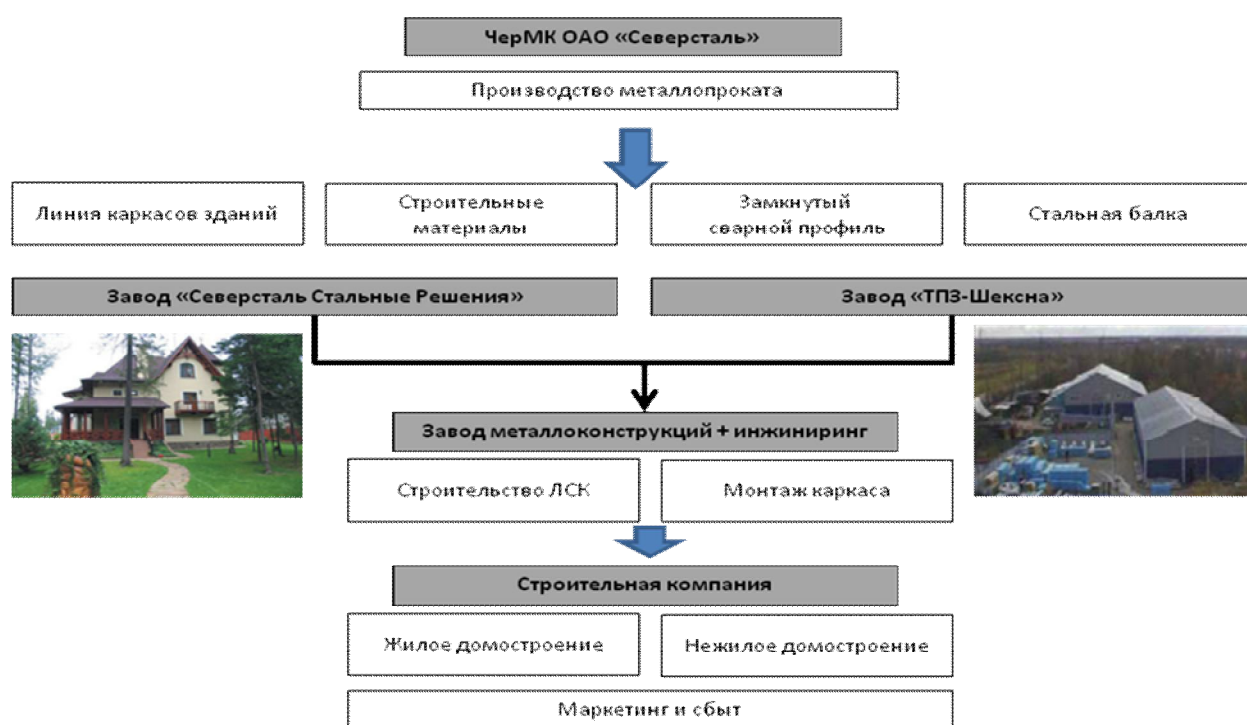 ЧерМК ОАО «Северсталь»
Производство металлопроката
Линия каркасов зданий
Строительные
материалы
Замкнутый
сварной профиль
Стальная балка
Завод «Северсталь Стальные Решения»
Завод «ТПЗ-Шексна»
Завод металлоконструкций + инжиниринг
Строительство ЛСК
Монтаж каркаса
Строительная компания
Жилое домостроение
Нежилое домостроение
Маркетинг и сбыт